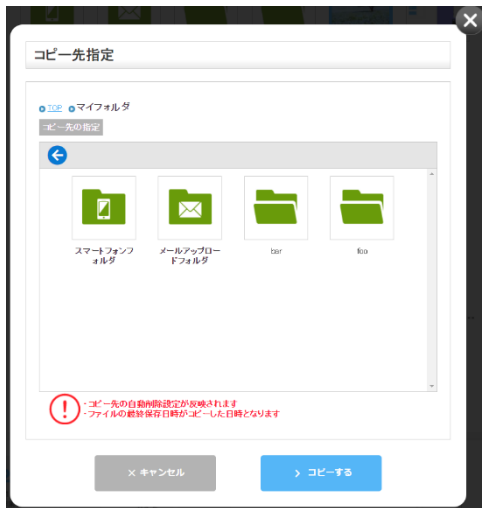 コピー先指定
TOP マイフォルダ
コピー先の指定
スマートフォンフ
ォルダ
メールアップロー
ドフォルダ
bar
foo
・コピー先の自動削除設定が反映されます
・ファイルの最終保存日時がコピーした日時となります
× キャンセル
> コピーする